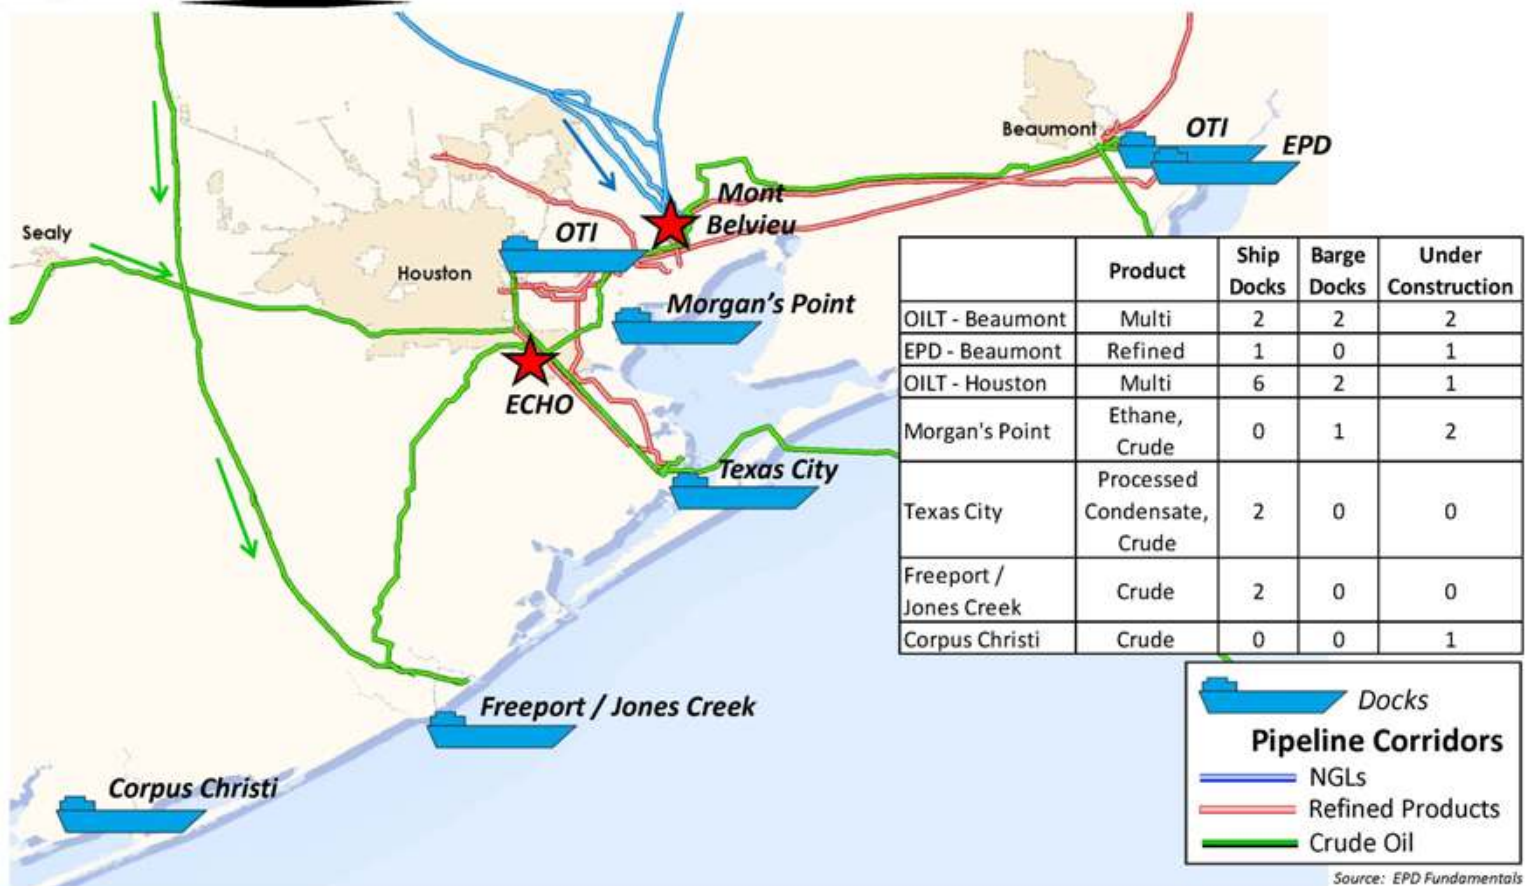 Beaumont
OTI
EPD
Mont
Belvieu
Sealy
OTI
Houston
Morgan's Point
ECHO
Texas City
Freeport / Jones Creek
Corpus Christi
Product Ship Docks Barge Docks Under Construction
OILT - Beaumont Multi 2 2 2
EPD - Beaumont Refined 1 0 1
OILT - Houston Multi 6 2 1
Morgan's Point Ethane, Crude 0 1 2
Texas City Processed Condensate, Crude 2 0 0
Freeport / Jones Creek Crude 2 0 0
Corpus Christi Crude 0 0 1
Docks
Pipeline Corridors
NGLs
Refined Products
Crude Oil
Source: EPD Fundamentals